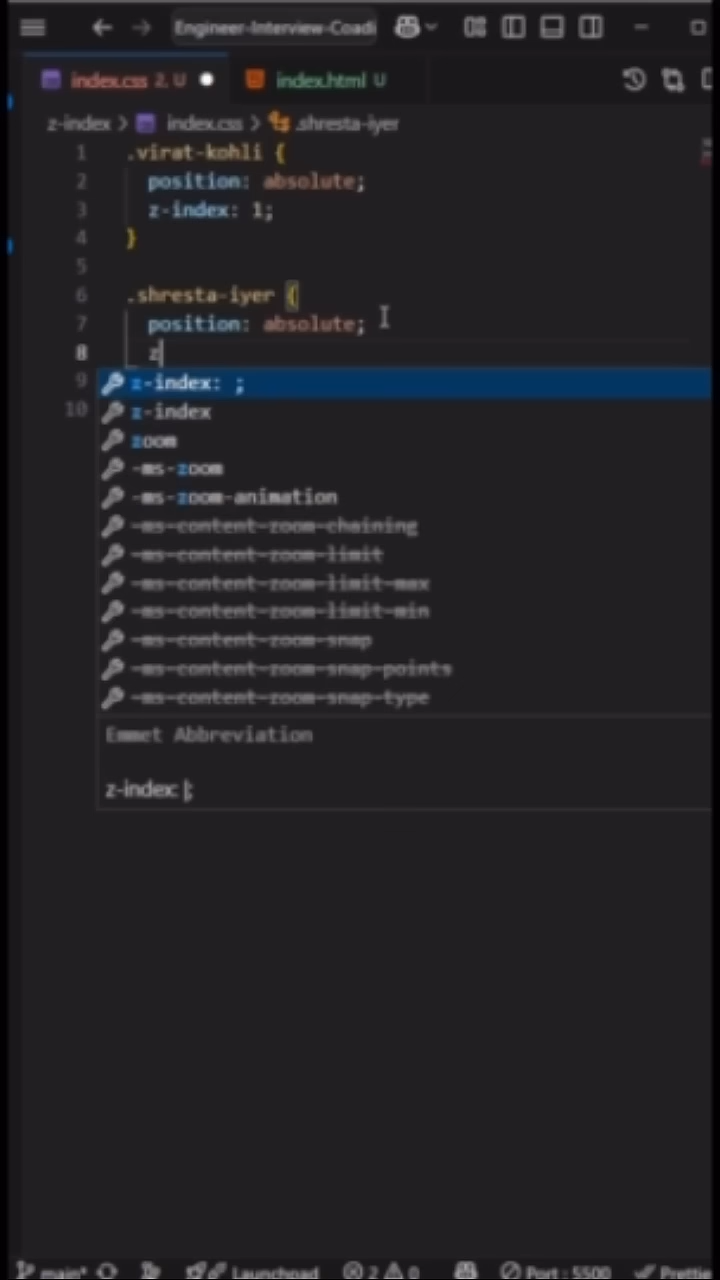 Engineer-Interview-Coadi
index.css 2, U index.html U
z-index > index.css > .shresta-iyer
1 .virat-kohli {
2 position: absolute;
3 z-index: 1;
4 }
5
6 .shresta-iyer {
7 position: absolute;
8 z
9 z-index: ;
10 z-index
zoom
-ms-zoom
-ms-zoom-animation
-ms-content-zoom-chaining
-ms-content-zoom-limit
-ms-content-zoom-limit-max
-ms-content-zoom-limit-min
-ms-content-zoom-snap
-ms-content-zoom-snap-points
-ms-content-zoom-snap-type
Emmet Abbreviation
z-index: |;
main* Launchpad 2 0 Port : 5500 Prettie